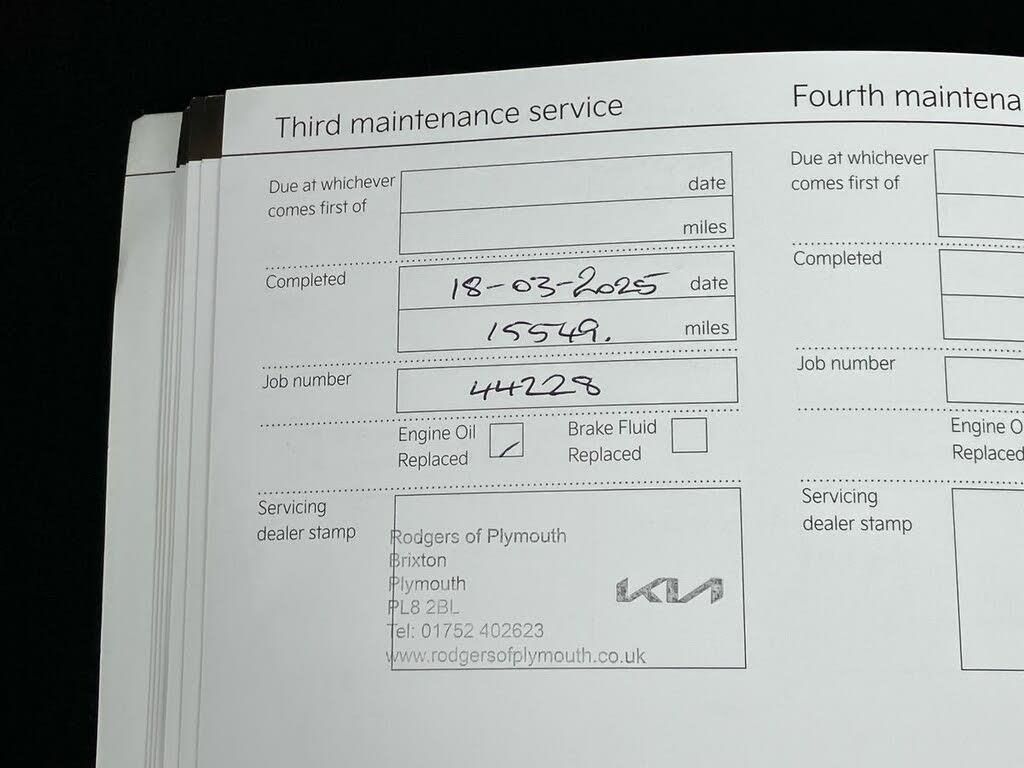 Third maintenance service
Due at whichever
comes first of
date
miles
Completed
18-03-2025 date
15549. miles
Job number
44228
Engine Oil
Replaced
Brake Fluid
Replaced
Servicing
dealer stamp
Rodgers of Plymouth
Brixton
Plymouth
PL8 2BL
Tel: 01752 402623
www.rodgersofplymouth.co.uk
KIA
Fourth maintena
Due at whichever
comes first of
Completed
Job number
Engine O
Replaced
Servicing
dealer stamp